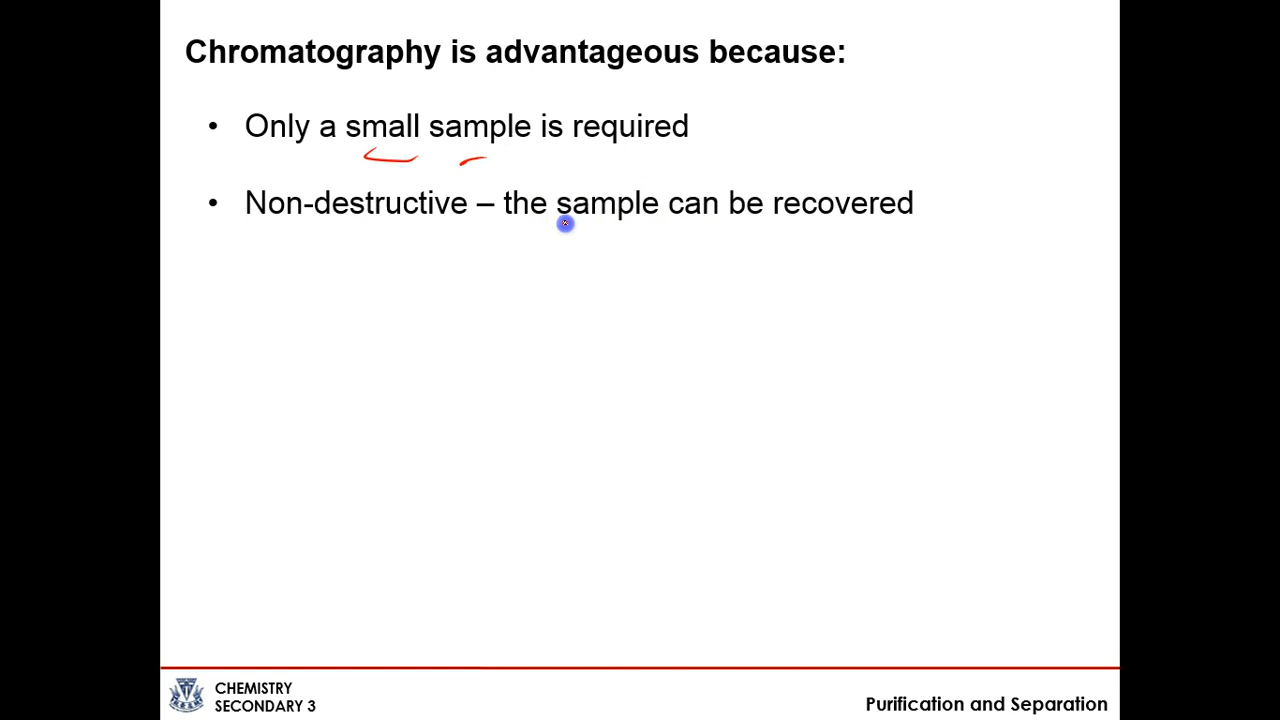 Chromatography is advantageous because:
• Only a small sample is required
• Non-destructive – the sample can be recovered
CHEMISTRY
SECONDARY 3
Purification and Separation